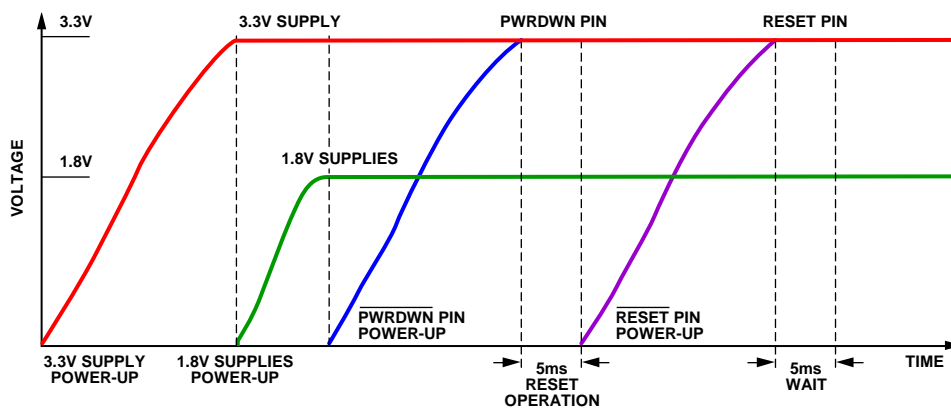 3.3V
3.3V SUPPLY
PWRDWN PIN
RESET PIN
1.8V
1.8V SUPPLIES
VOLTAGE
PWRDWN PIN
POWER-UP
RESET PIN
POWER-UP
3.3V SUPPLY
POWER-UP
1.8V SUPPLIES
POWER-UP
5ms
RESET
OPERATION
5ms
WAIT
TIME